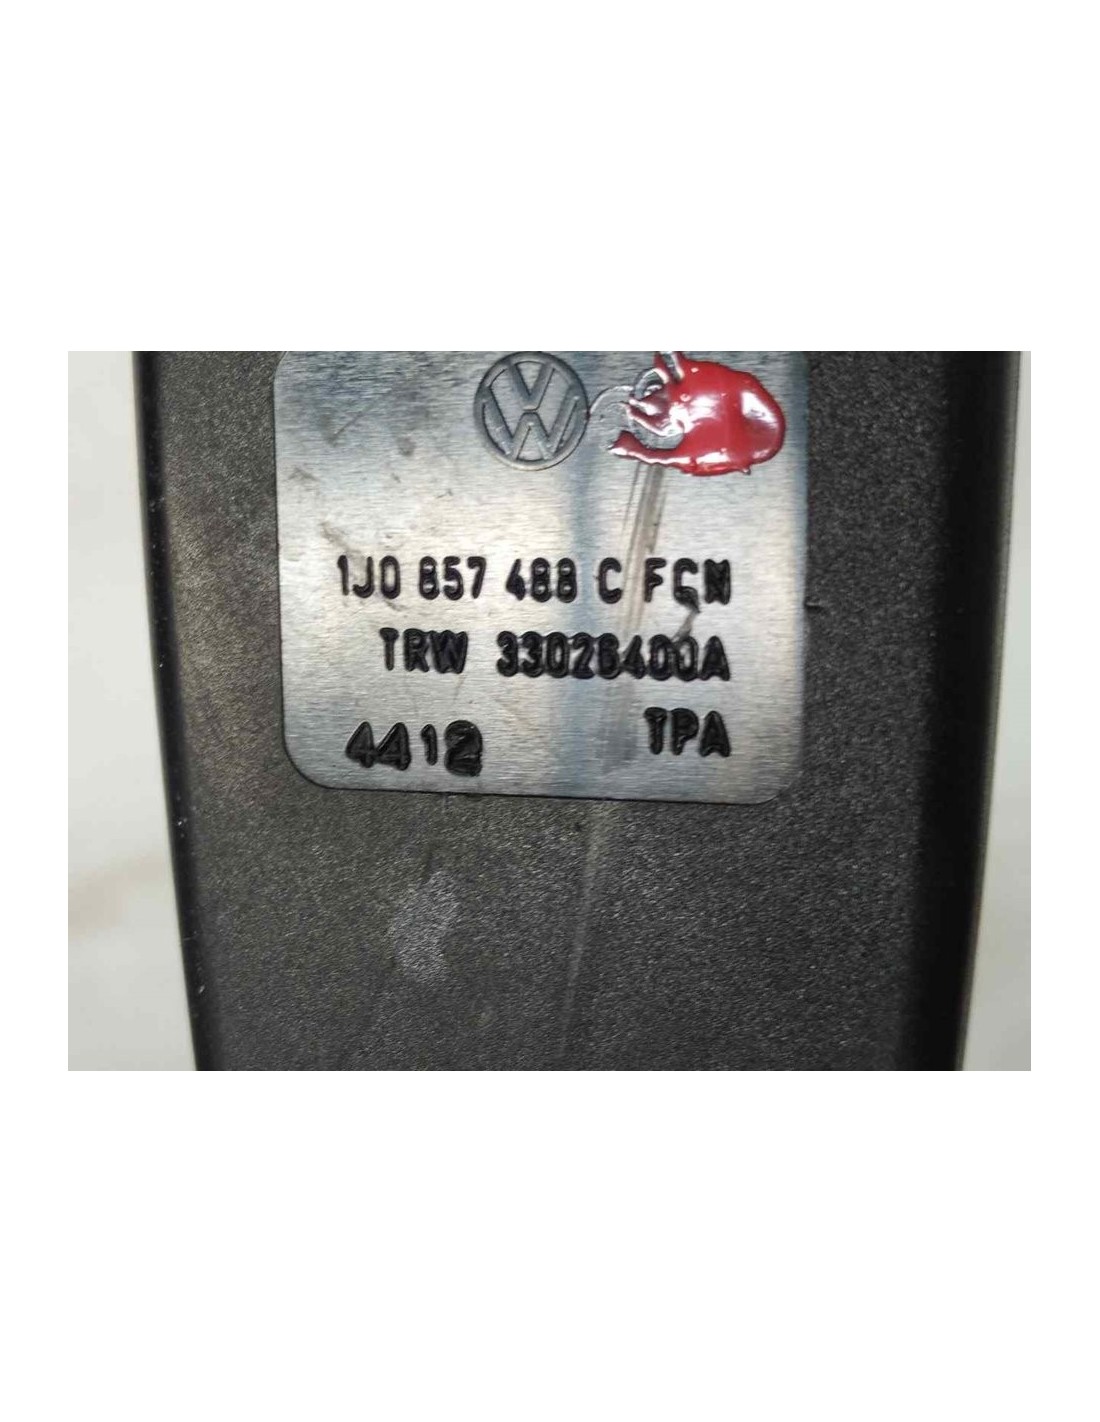 1J0 857 488 C FCN
TRW 33026400A
4412 TPA